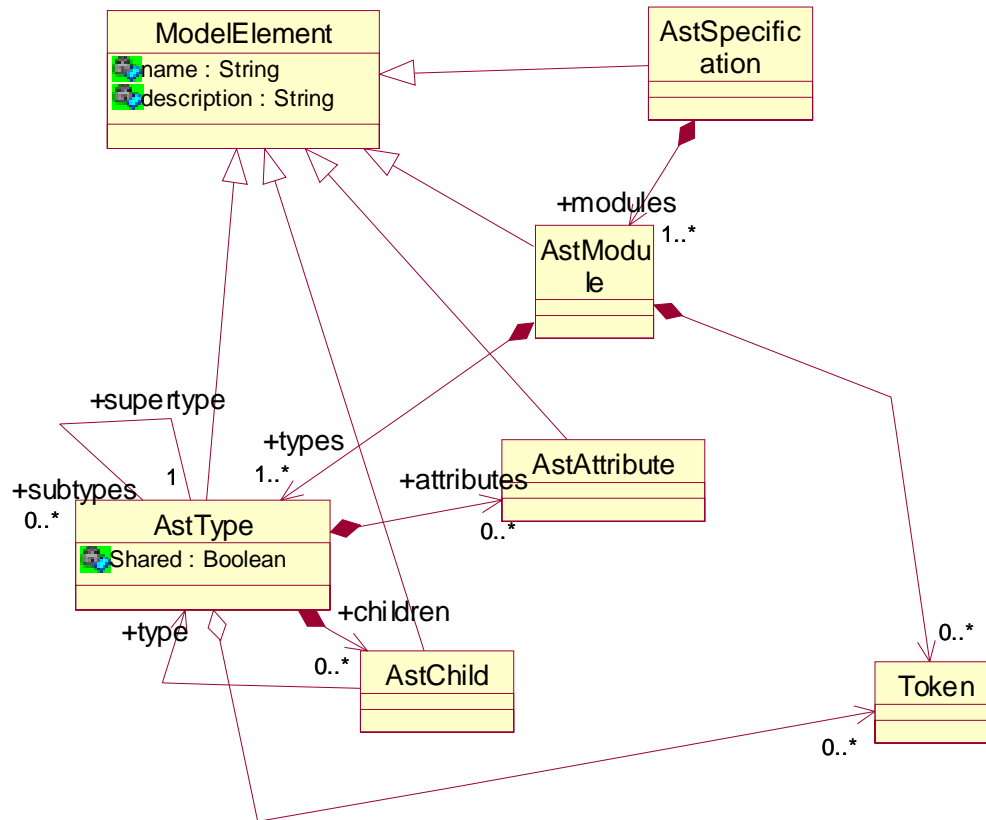 ModelElement
name : String
description : String
AstSpecific
ation
+modules
1..*
AstModu
le
+supertype
1
+subtypes
0..*
+types
1..*
+attributes
0..*
AstAttribute
AstType
Shared : Boolean
+type
+children
0..*
AstChild
0..*
Token
0..*